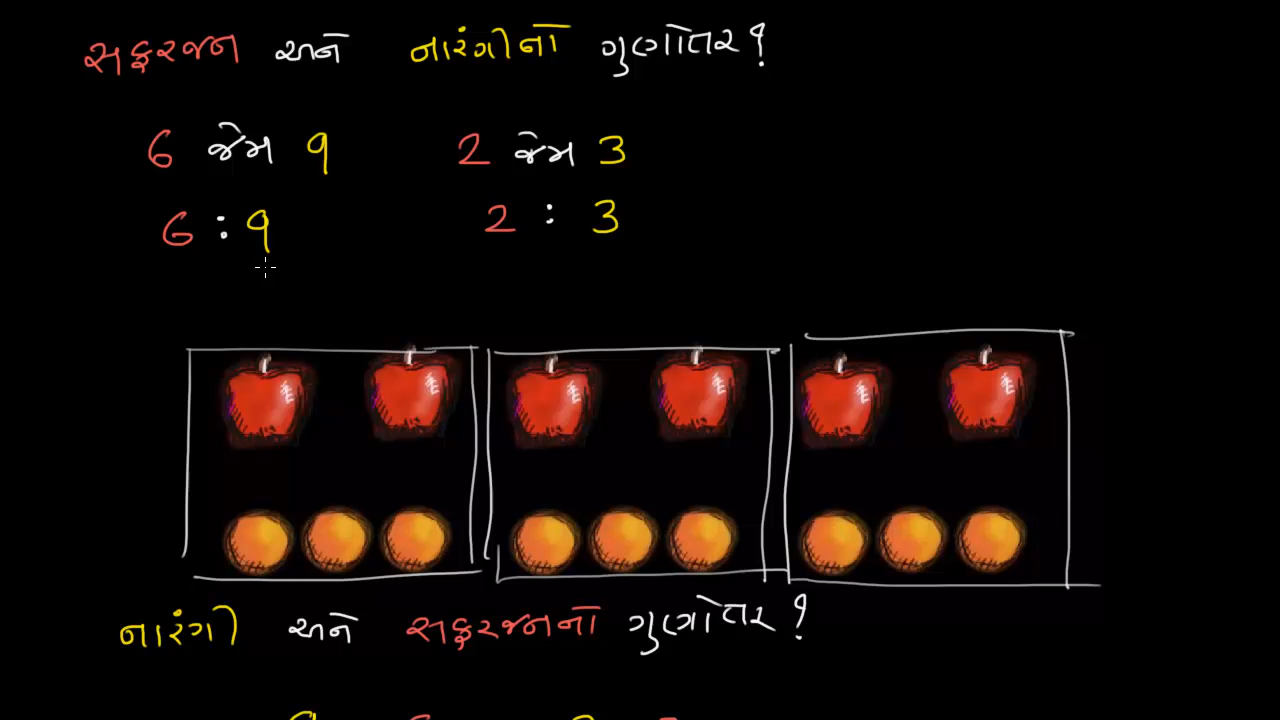 સફરજન અને નારંગીનો ગુણોતર?
6 જેમ 9 2 જેમ 3
6 : 9 2 : 3
નારંગી અને સફરજનનો ગુણોતર?